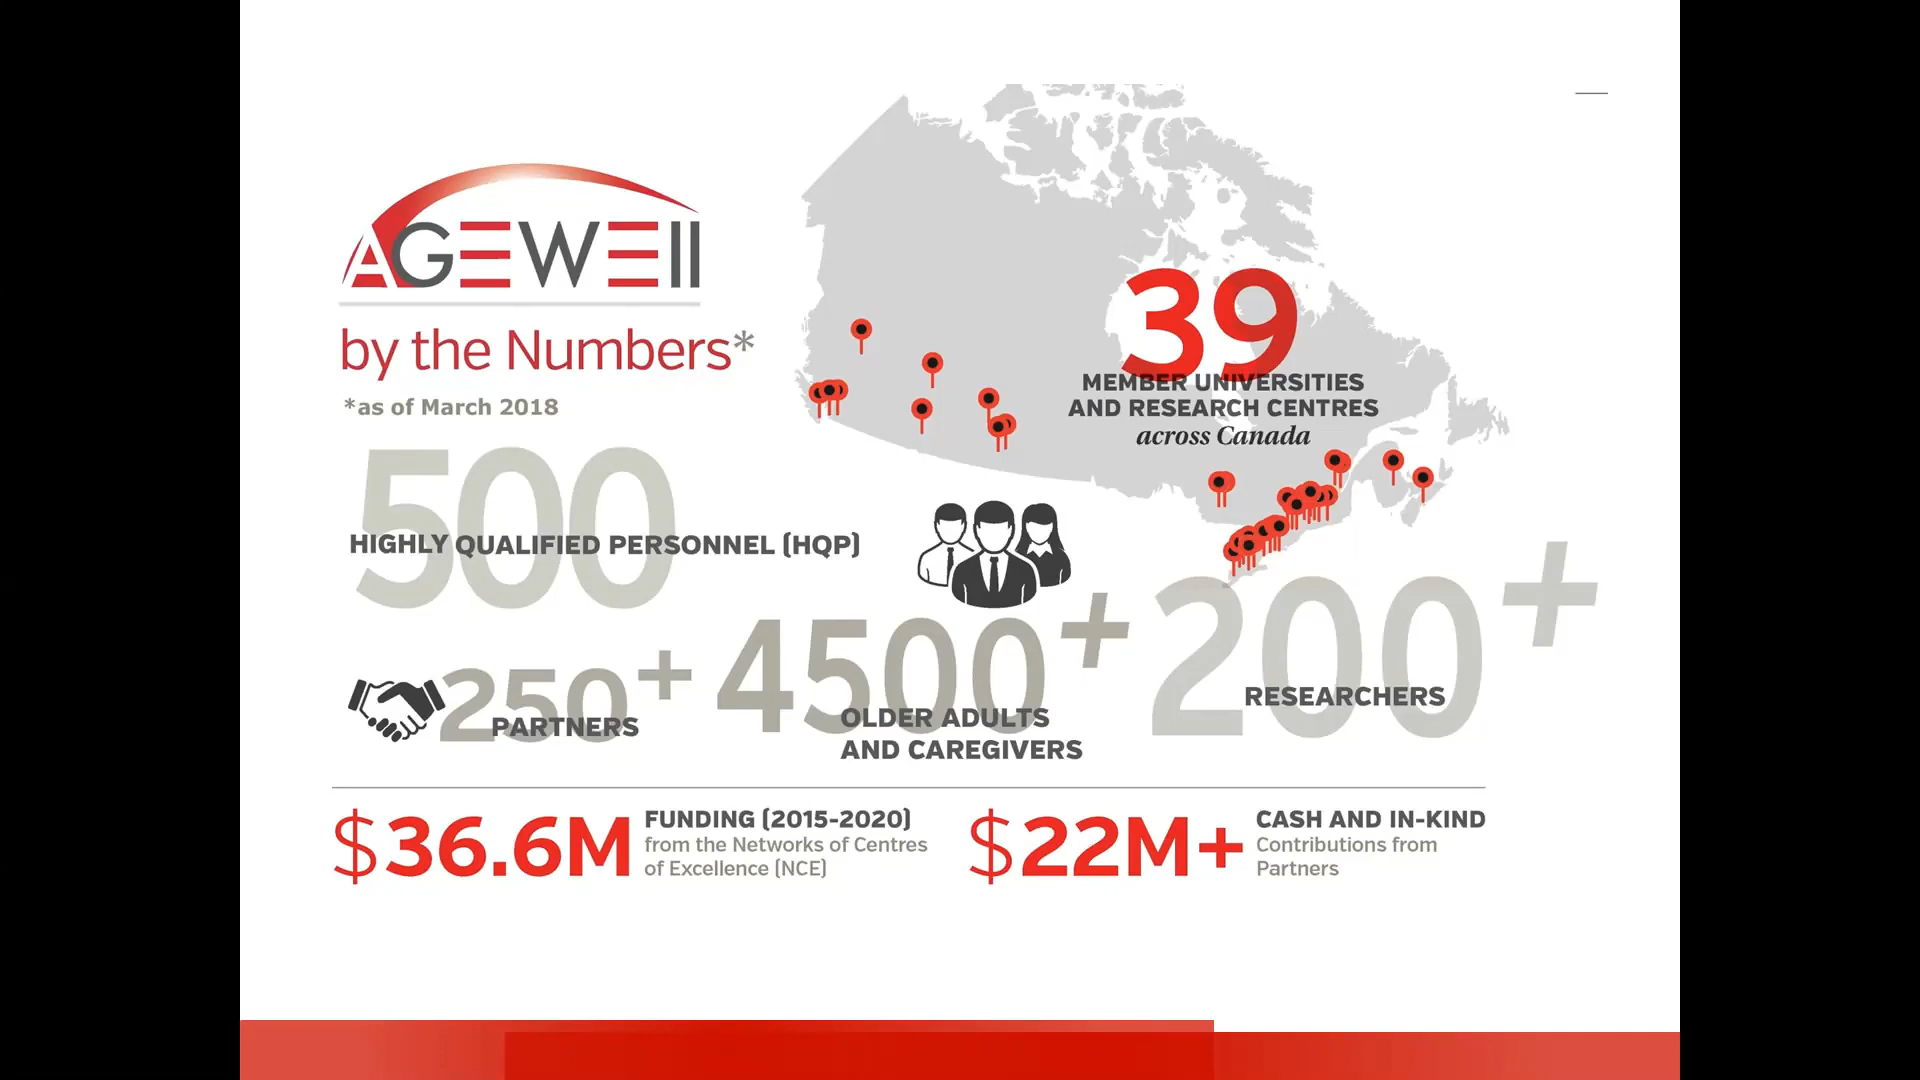 AGEWEll
by the Numbers*
*as of March 2018
39
MEMBER UNIVERSITIES
AND RESEARCH CENTRES
across Canada
500
HIGHLY QUALIFIED PERSONNEL (HQP)
250+
PARTNERS
4500+
OLDER ADULTS
AND CAREGIVERS
200+
RESEARCHERS
$36.6M
FUNDING (2015-2020)
from the Networks of Centres
of Excellence (NCE)
$22M+
CASH AND IN-KIND
Contributions from
Partners